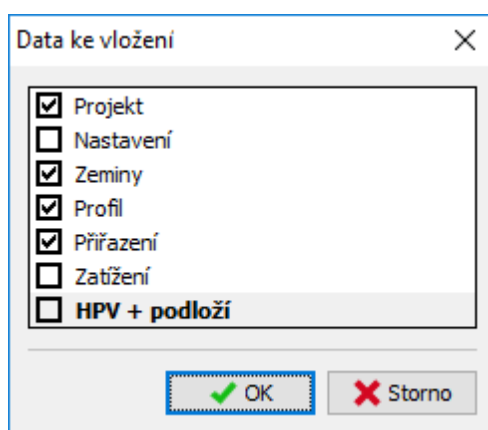 Data ke vložení
Projekt
Nastavení
Zeminy
Profil
Přiřazení
Zatížení
HPV + podloží
OK
Storno